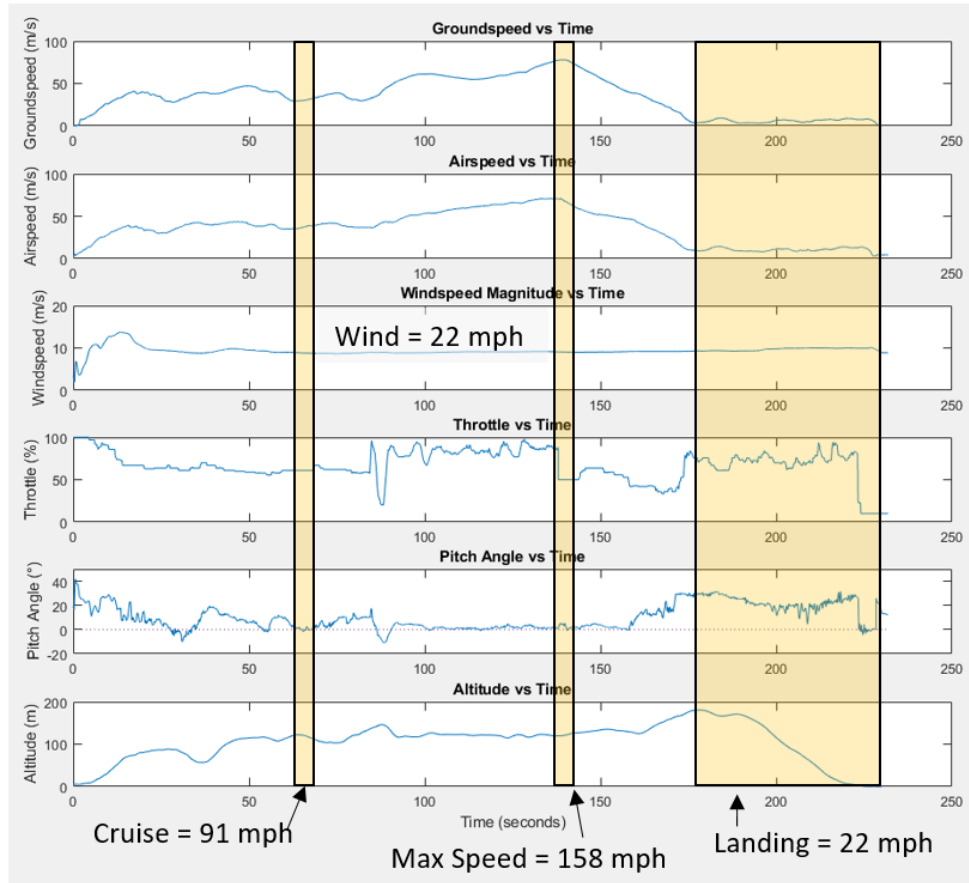 Groundspeed vs Time
Groundspeed (m/s)
100
50
0
0 50 100 150 200 250
Airspeed vs Time
Airspeed (m/s)
100
50
0
0 50 100 150 200 250
Windspeed Magnitude vs Time
Windspeed (m/s)
20
10
0
Wind = 22 mph
0 50 100 150 200 250
Throttle vs Time
Throttle (%)
100
50
0
0 50 100 150 200 250
Pitch Angle vs Time
Pitch Angle (°)
40
20
0
-20
0 50 100 150 200 250
Altitude vs Time
Altitude (m)
200
100
0
0 50 100 150 200 250
Time (seconds)
Cruise = 91 mph
Max Speed = 158 mph
Landing = 22 mph